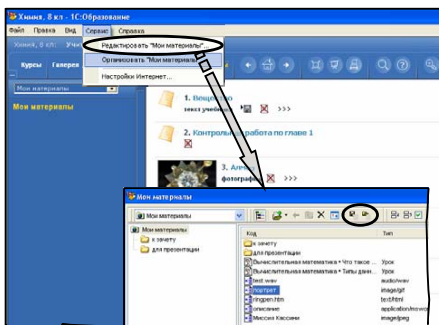 Химия, 8 кл - 1С:Образование
Файл Правка Вид Сервис Справка
Химия, 8 кл:
Редактировать "Мои материалы"...
Организовать "Мои материалы
Настройки Интернет...
Курсы Галерея
Мои материалы
Мои материалы
1. Вещество
текст учебника >>>
2. Контрольная работа по главе 1
3.
фотография >>>
Мои материалы
Мои материалы
Мои материалы
к зачету
для презентации
Код Тип
к зачету
для презентации
Вычислительная математика • Что такое ... Урок
Вычислительная математика • Типы данн... Урок
test.wav audio/wav
портрет image/gif
ringpen.htm text/html
описание application/mswo
Миссия Кассини image/jpeg